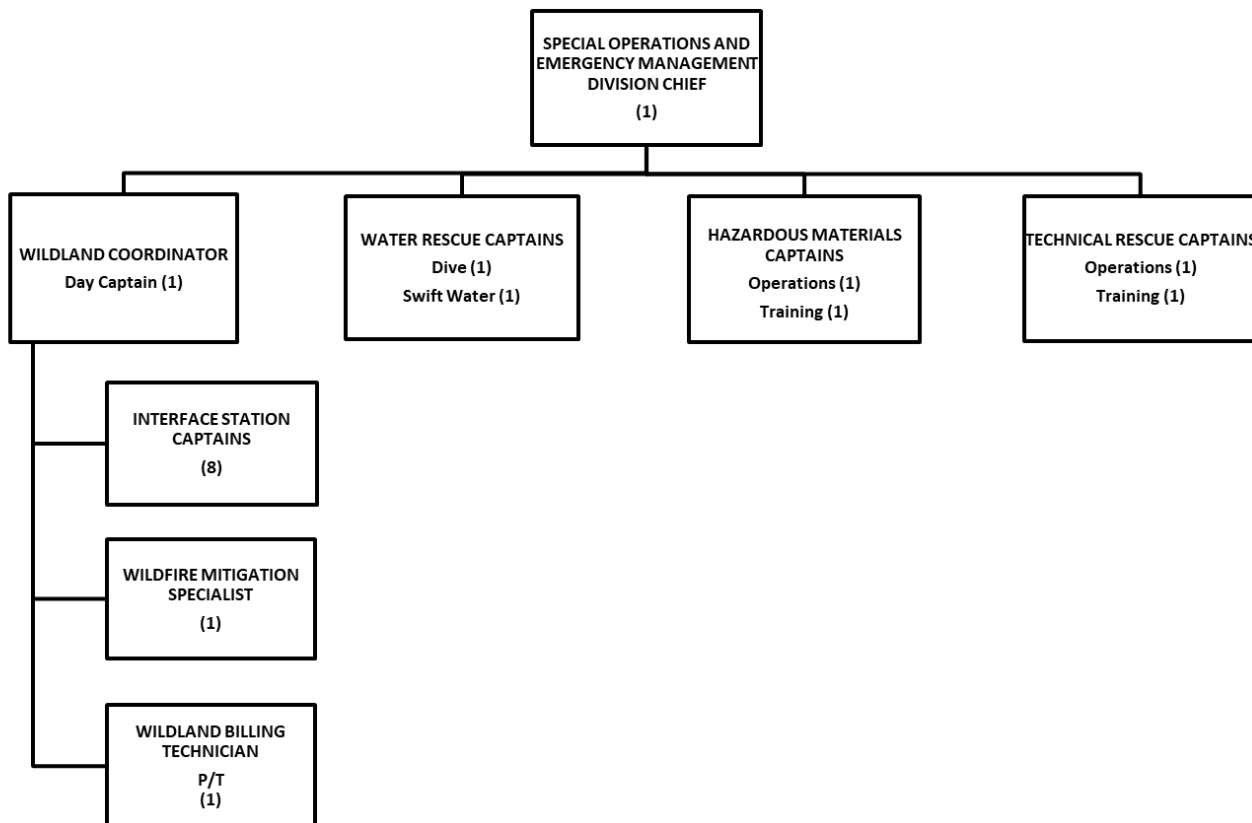 SPECIAL OPERATIONS AND
EMERGENCY MANAGEMENT
DIVISION CHIEF
(1)
WILDLAND COORDINATOR
Day Captain (1)
WATER RESCUE CAPTAINS
Dive (1)
Swift Water (1)
HAZARDOUS MATERIALS
CAPTAINS
Operations (1)
Training (1)
TECHNICAL RESCUE CAPTAINS
Operations (1)
Training (1)
INTERFACE STATION
CAPTAINS
(8)
WILDFIRE MITIGATION
SPECIALIST
(1)
WILDLAND BILLING
TECHNICIAN
P/T
(1)